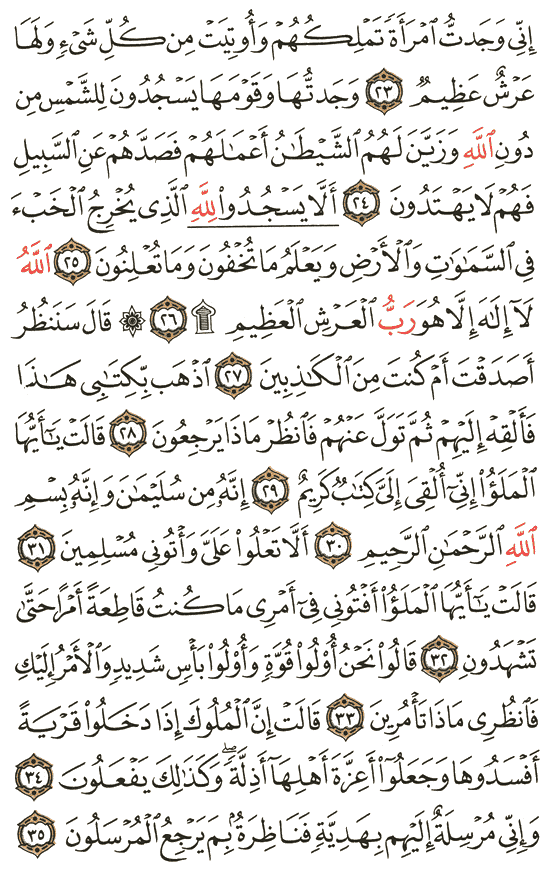 إِنِّي وَجَدتُّ ٱمْرَأَةً تَمْلِكُهُمْ وَأُوتِيَتْ مِن كُلِّ شَيْءٍ وَلَهَا
عَرْشٌ عَظِيمٌ ٢٣ وَجَدتُّهَا وَقَوْمَهَا يَسْجُدُونَ لِلشَّمْسِ مِن
دُونِ ٱللَّهِ وَزَيَّنَ لَهُمُ ٱلشَّيْطَٰنُ أَعْمَٰلَهُمْ فَصَدَّهُمْ عَنِ ٱلسَّبِيلِ
فَهُمْ لَا يَهْتَدُونَ ٢٤ أَلَّا يَسْجُدُوا۟ لِلَّهِ ٱلَّذِي يُخْرِجُ ٱلْخَبْءَ
فِي ٱلسَّمَٰوَٰتِ وَٱلْأَرْضِ وَيَعْلَمُ مَا تُخْفُونَ وَمَا تُعْلِنُونَ ٢٥ ٱللَّهُ
لَآ إِلَٰهَ إِلَّا هُوَ رَبُّ ٱلْعَرْشِ ٱلْعَظِيمِ ۩ ٢٦ ۞ قَالَ سَنَنظُرُ
أَصَدَقْتَ أَمْ كُنتَ مِنَ ٱلْكَٰذِبِينَ ٢٧ ٱذْهَب بِّكِتَٰبِي هَٰذَا
فَأَلْقِهْ إِلَيْهِمْ ثُمَّ تَوَلَّ عَنْهُمْ فَٱنظُرْ مَاذَا يَرْجِعُونَ ٢٨ قَالَتْ يَٰٓأَيُّهَا
ٱلْمَلَؤُا۟ إِنِّيٓ أُلْقِيَ إِلَيَّ كِتَٰبٌ كَرِيمٌ ٢٩ إِنَّهُۥ مِن سُلَيْمَٰنَ وَإِنَّهُۥ بِسْمِ
ٱللَّهِ ٱلرَّحْمَٰنِ ٱلرَّحِيمِ ٣٠ أَلَّا تَعْلُوا۟ عَلَيَّ وَأْتُونِي مُسْلِمِينَ ٣١
قَالَتْ يَٰٓأَيُّهَا ٱلْمَلَؤُا۟ أَفْتُونِي فِيٓ أَمْرِي مَا كُنتُ قَاطِعَةً أَمْرًا حَتَّىٰ
تَشْهَدُونِ ٣٢ قَالُوا۟ نَحْنُ أُو۟لُوا۟ قُوَّةٍ وَأُو۟لُوا۟ بَأْسٍ شَدِيدٍ وَٱلْأَمْرُ إِلَيْكِ
فَٱنظُرِي مَاذَا تَأْمُرِينَ ٣٣ قَالَتْ إِنَّ ٱلْمُلُوكَ إِذَا دَخَلُوا۟ قَرْيَةً
أَفْسَدُوهَا وَجَعَلُوٓا۟ أَعِزَّةَ أَهْلِهَآ أَذِلَّةً ۖ وَكَذَٰلِكَ يَفْعَلُونَ ٣٤
وَإِنِّي مُرْسِلَةٌ إِلَيْهِم بِهَدِيَّةٍ فَنَاظِرَةٌۢ بِمَ يَرْجِعُ ٱلْمُرْسَلُونَ ٣٥